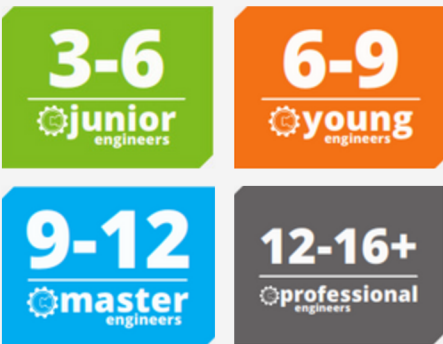 3-6
junior
engineers
6-9
young
engineers
9-12
master
engineers
12-16+
professional
engineers